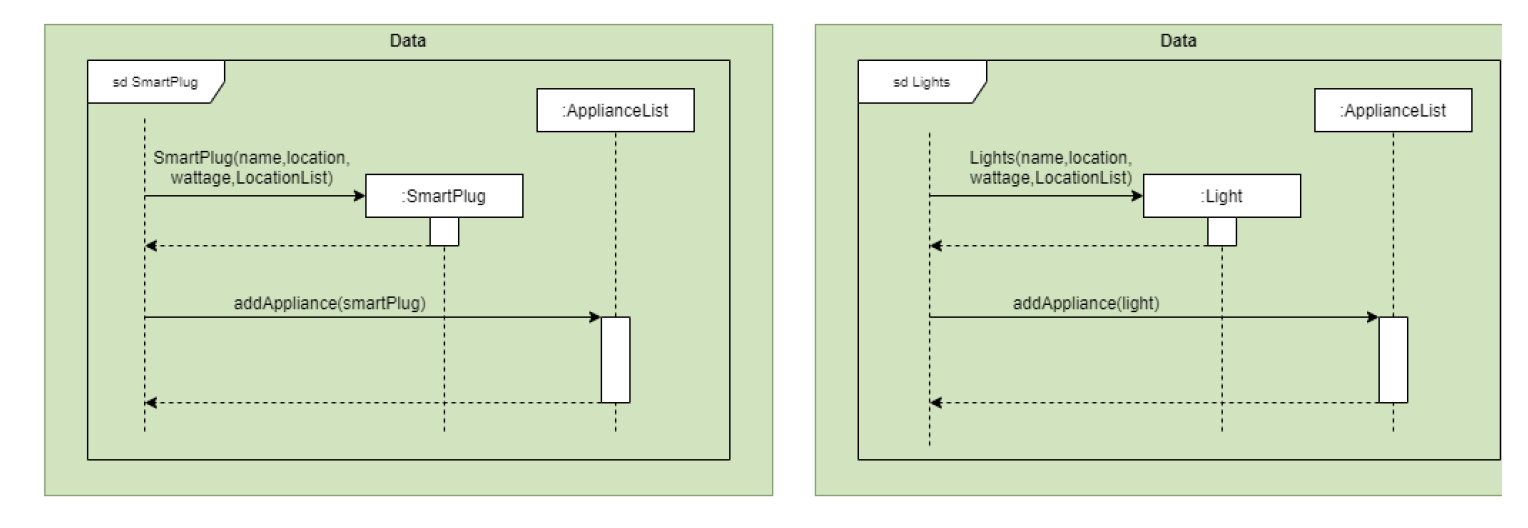 Data
sd SmartPlug
:ApplianceList
SmartPlug(name,location,
wattage,LocationList)
:SmartPlug
addAppliance(smartPlug)
Data
sd Lights
:ApplianceList
Lights(name,location,
wattage,LocationList)
:Light
addAppliance(light)